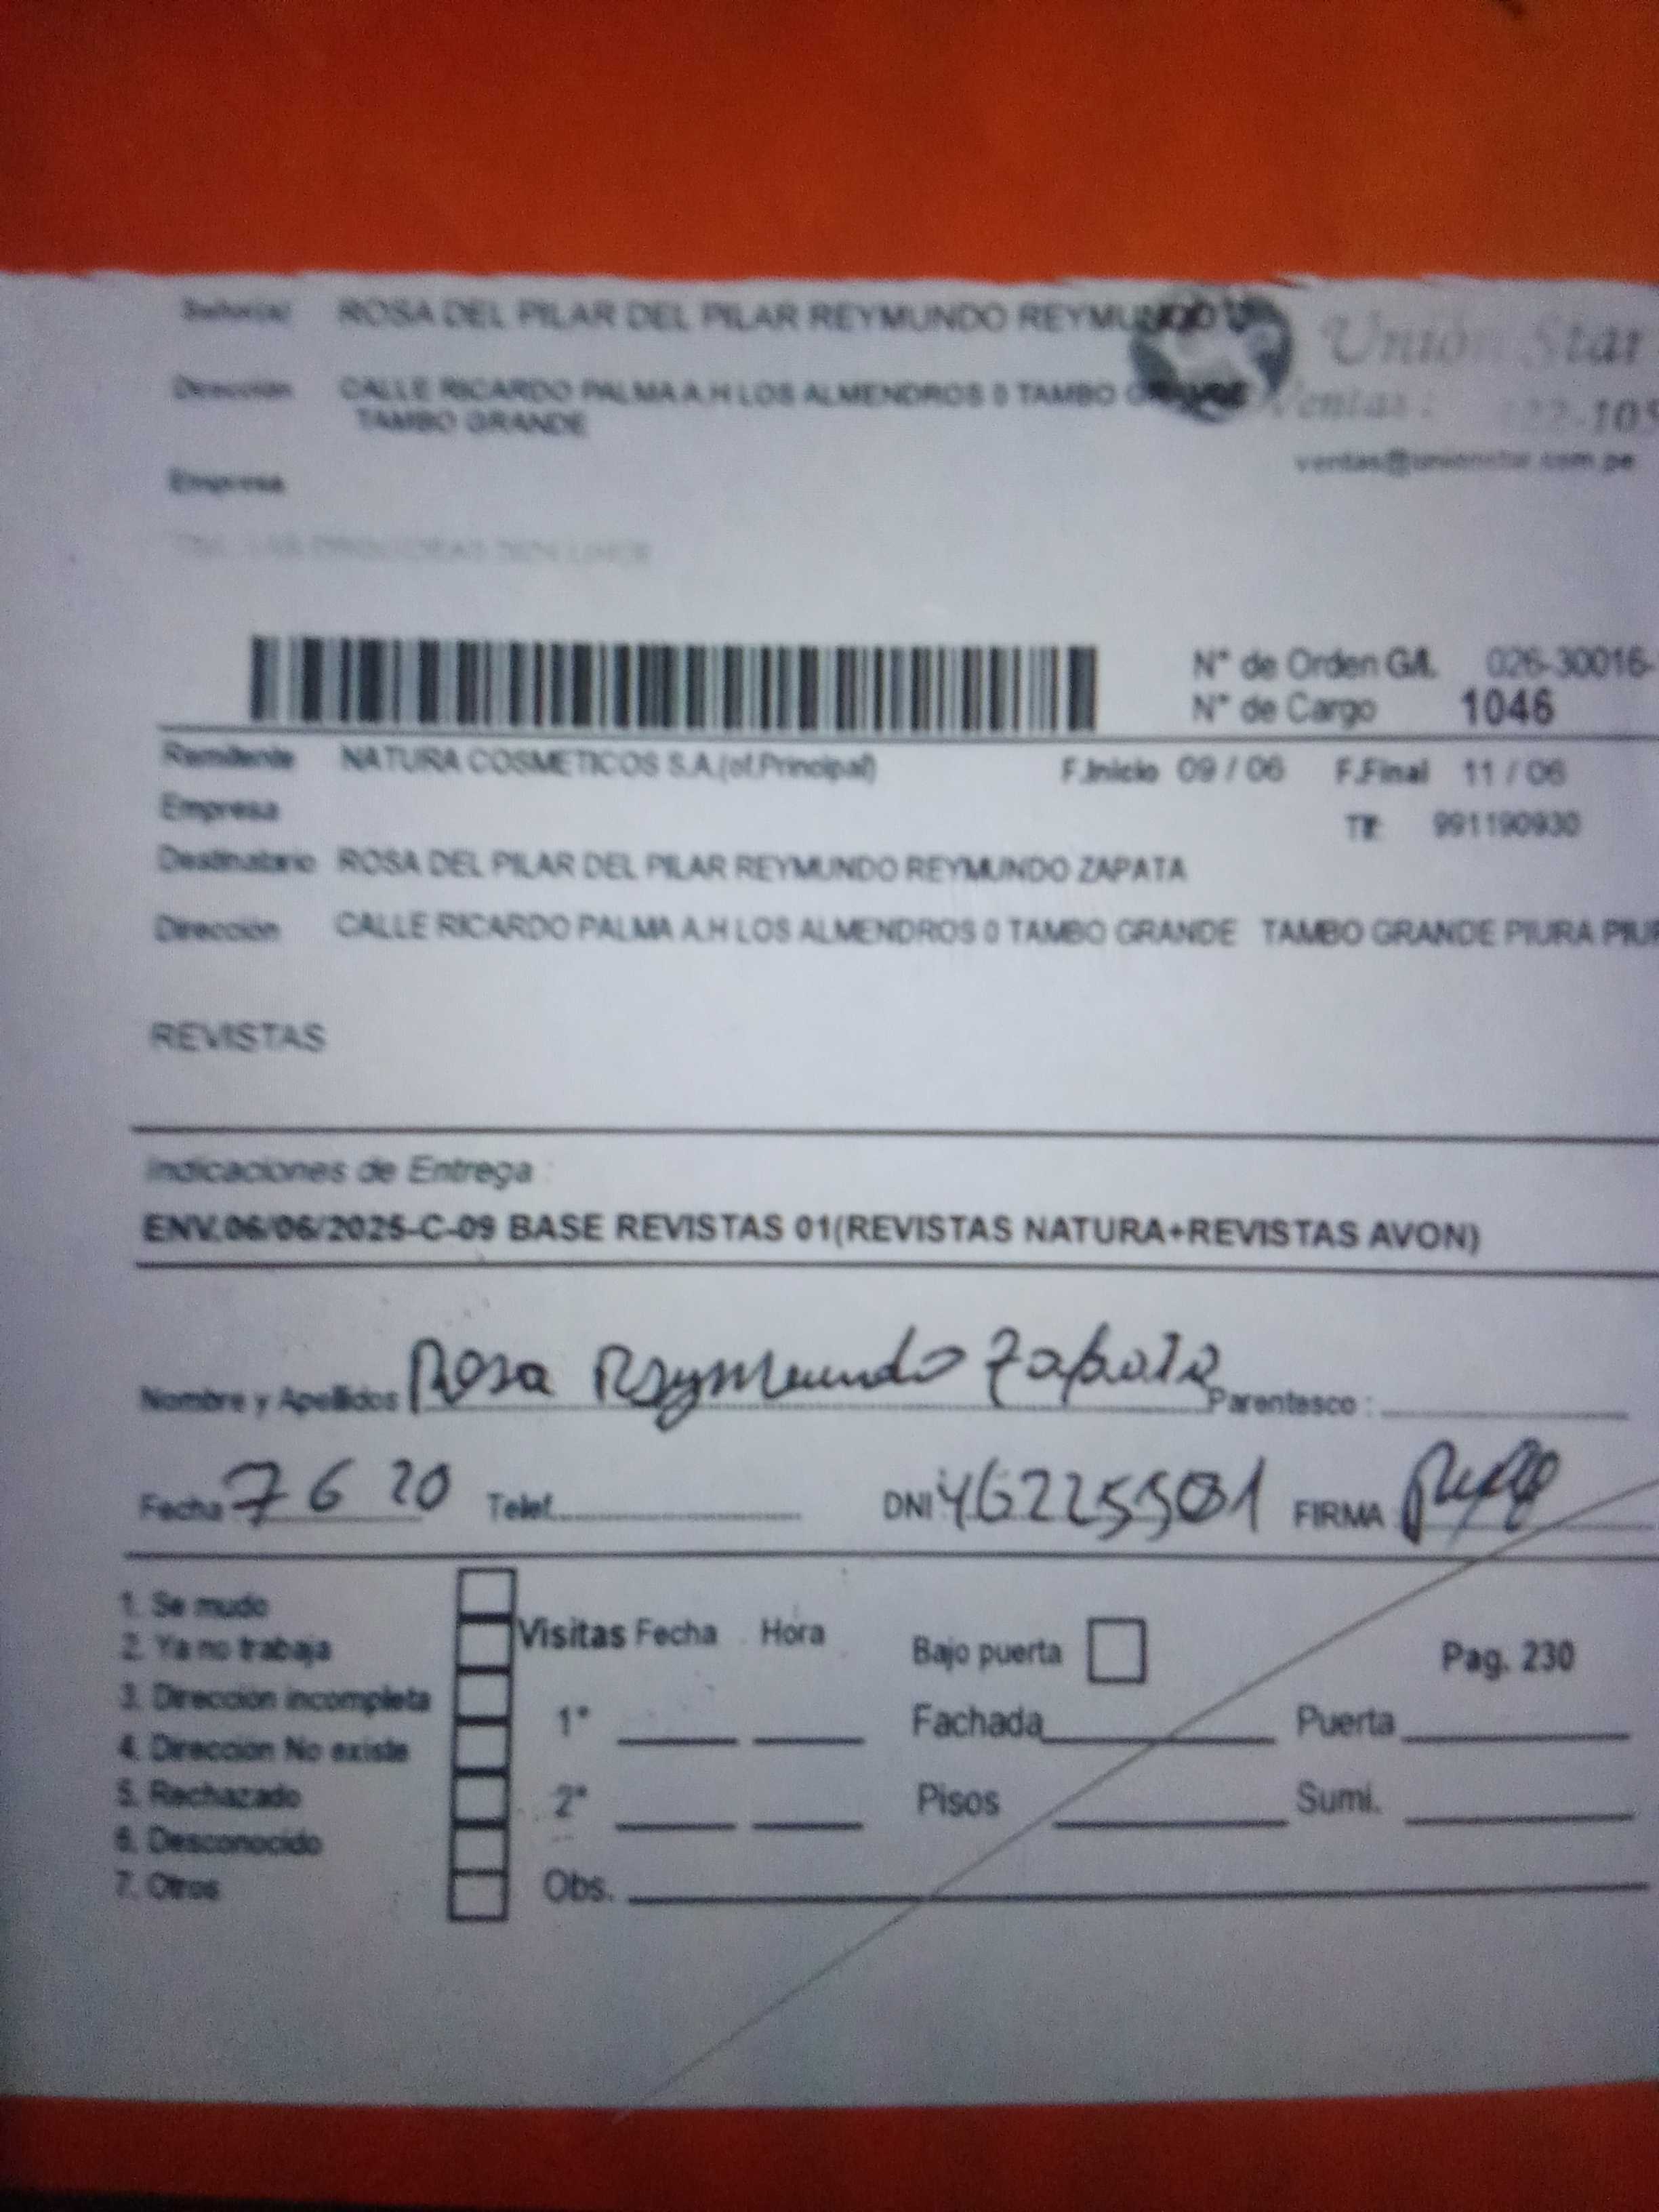 Señor(a) ROSA DEL PILAR DEL PILAR REYMUNDO REYMUNDO
Unión Star
Dirección CALLE RICARDO PALMA A.H LOS ALMENDROS 0 TAMBO GRANDE
TAMBO GRANDE
Ventas: 22-105
ventas@unionstar.com.pe
Empresa
N° de Orden G/L 026-30016-
N° de Cargo 1046
Remitente NATURA COSMETICOS S.A.(of.Principal) F.Inicio 09 / 06 F.Final 11 / 06
Empresa Tlf: 991190930
Destinatario ROSA DEL PILAR DEL PILAR REYMUNDO REYMUNDO ZAPATA
Dirección CALLE RICARDO PALMA A.H LOS ALMENDROS 0 TAMBO GRANDE TAMBO GRANDE PIURA PIUR
REVISTAS
Indicaciones de Entrega :
ENV.06/06/2025-C-09 BASE REVISTAS 01(REVISTAS NATURA+REVISTAS AVON)
Nombre y Apellidos Rosa Reymundo Zapata Parentesco :
Fecha 7 6 20 Telef. DNI 46225501 FIRMA
1. Se mudo
2. Ya no trabaja
3. Dirección incompleta
4. Dirección No existe
5. Rechazado
6. Desconocido
7. Otros
Visitas Fecha Hora
1°
2°
Obs.
Bajo puerta Pag. 230
Fachada Puerta
Pisos Sumi.